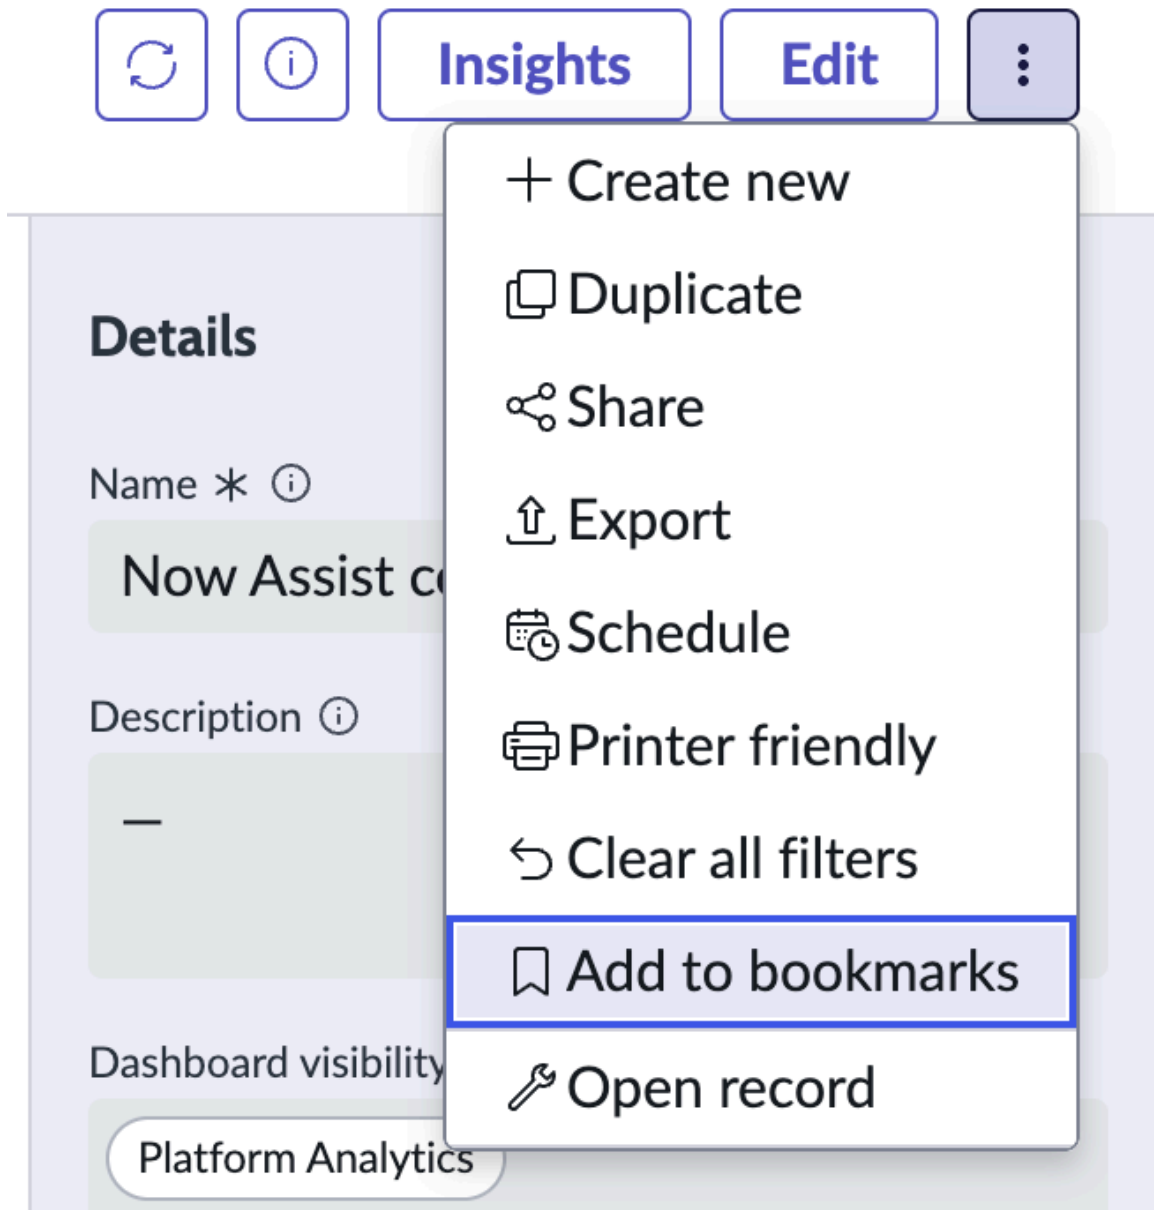 Insights
Edit
Create new
Duplicate
Share
Export
Schedule
Printer friendly
Clear all filters
Add to bookmarks
Open record
Details
Name *
Now Assist
Description
—
Dashboard visibility
Platform Analytics